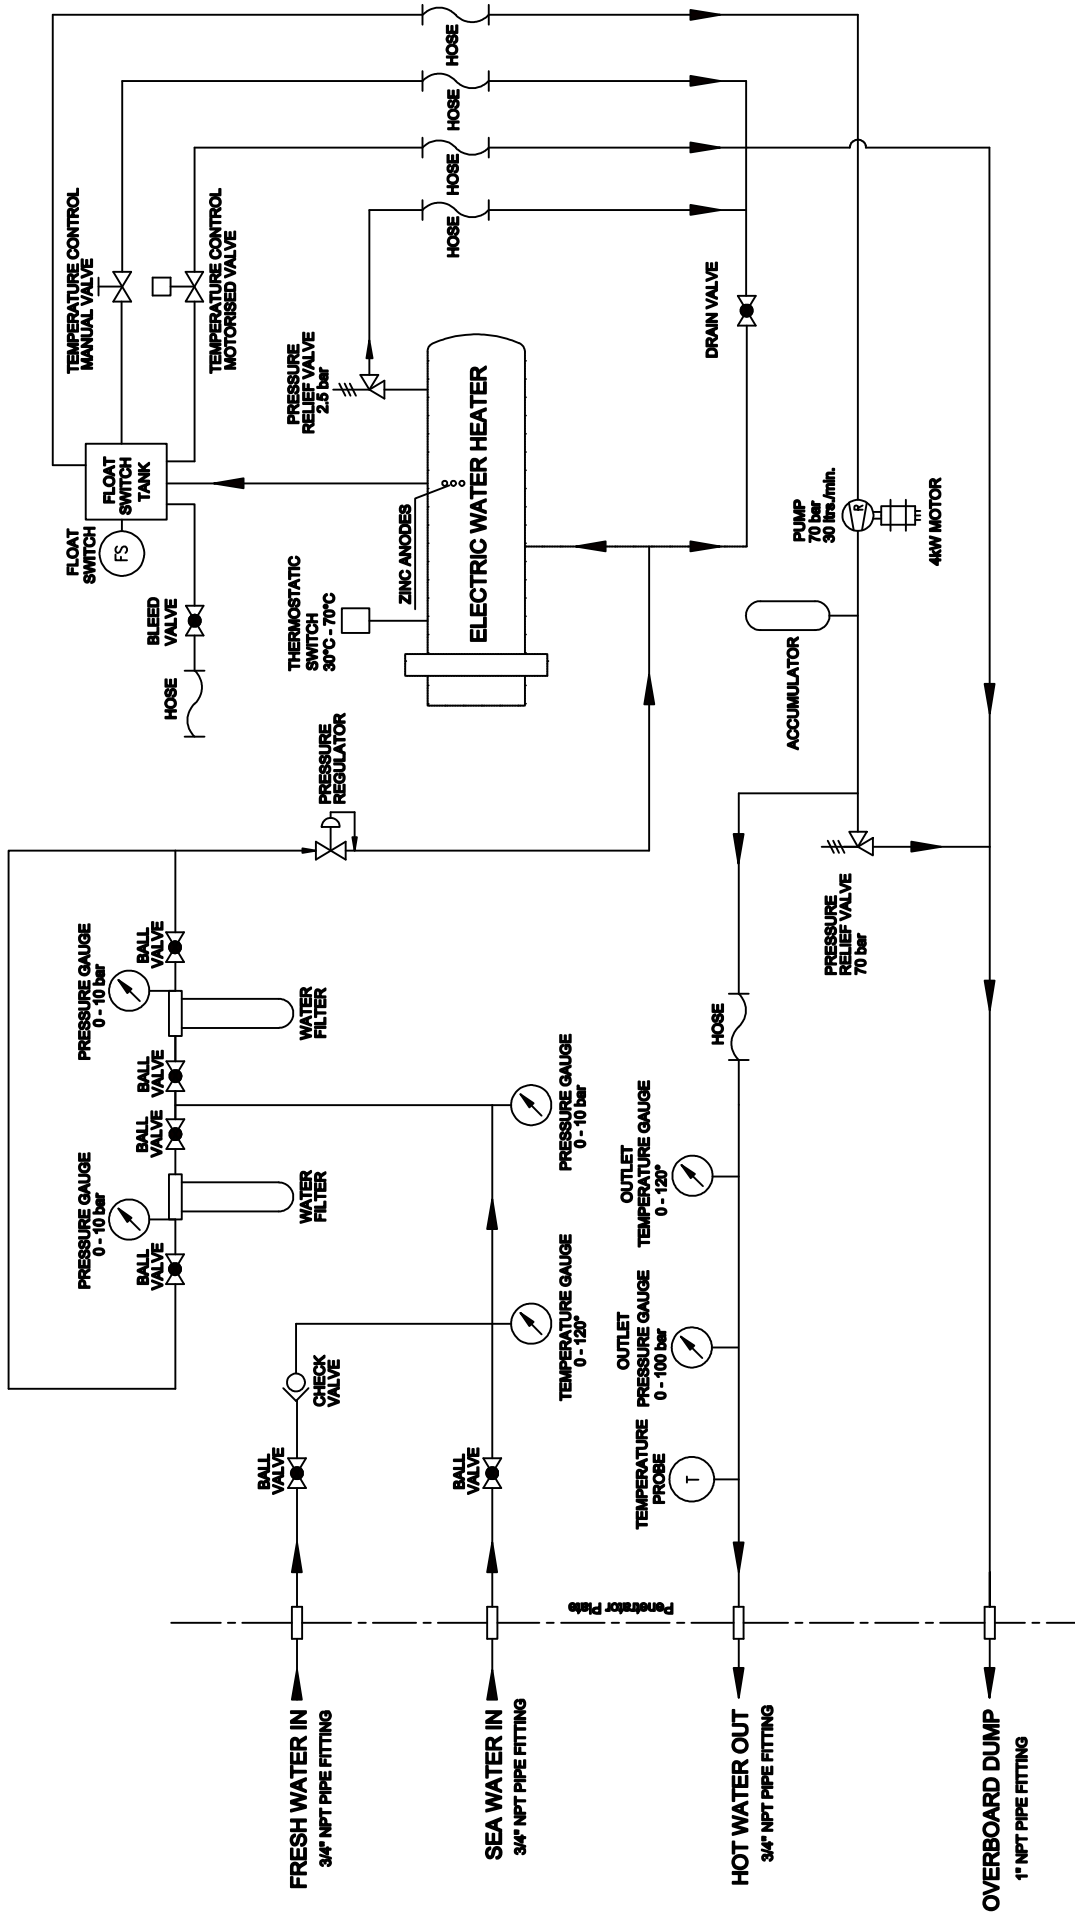 TEMPERATURE CONTROL
MANUAL VALVE
TEMPERATURE CONTROL
MOTORISED VALVE
HOSE
HOSE
HOSE
HOSE
FLOAT
SWITCH
TANK
FLOAT
SWITCH
FS
BLEED
VALVE
HOSE
PRESSURE
RELIEF VALVE
2.5 bar
THERMOSTATIC
SWITCH
30°C - 70°C
ZINC ANODES
ELECTRIC WATER HEATER
DRAIN VALVE
PUMP
70 bar
30 ltrs./min.
R
4kW MOTOR
ACCUMULATOR
PRESSURE
REGULATOR
PRESSURE
RELIEF VALVE
70 bar
PRESSURE GAUGE
0 - 10 bar
BALL
VALVE
WATER
FILTER
BALL
VALVE
BALL
VALVE
PRESSURE GAUGE
0 - 10 bar
WATER
FILTER
BALL
VALVE
PRESSURE GAUGE
0 - 10 bar
TEMPERATURE GAUGE
0 - 120°
CHECK
VALVE
BALL
VALVE
BALL
VALVE
HOSE
OUTLET
TEMPERATURE GAUGE
0 - 120°
OUTLET
PRESSURE GAUGE
0 - 100 bar
TEMPERATURE
PROBE
T
Penetrator Plate
FRESH WATER IN
3/4" NPT PIPE FITTING
SEA WATER IN
3/4" NPT PIPE FITTING
HOT WATER OUT
3/4" NPT PIPE FITTING
OVERBOARD DUMP
1" NPT PIPE FITTING